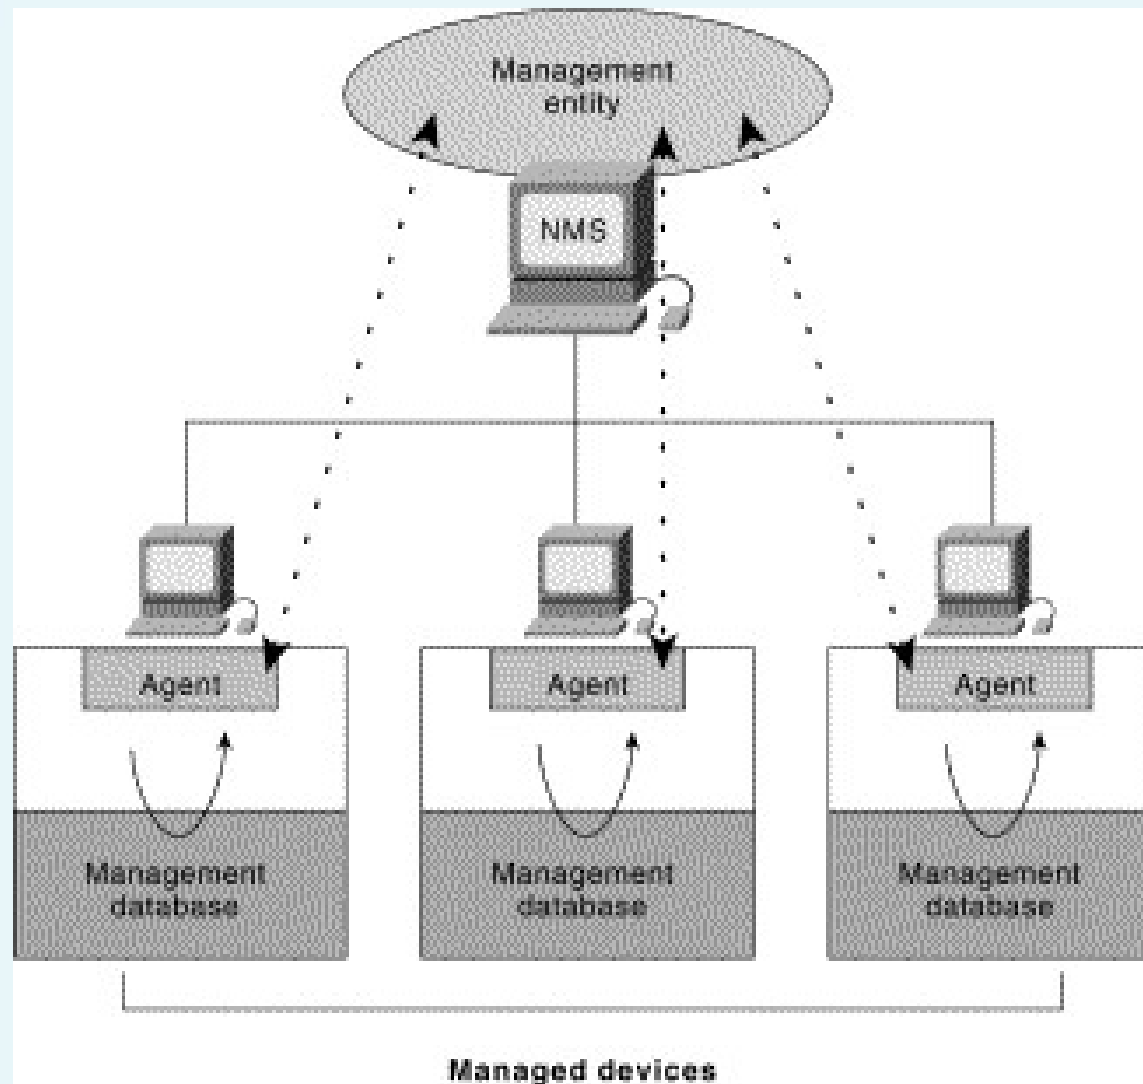 Management
entity
NMS
Agent
Agent
Agent
Management
database
Management
database
Management
database
Managed devices